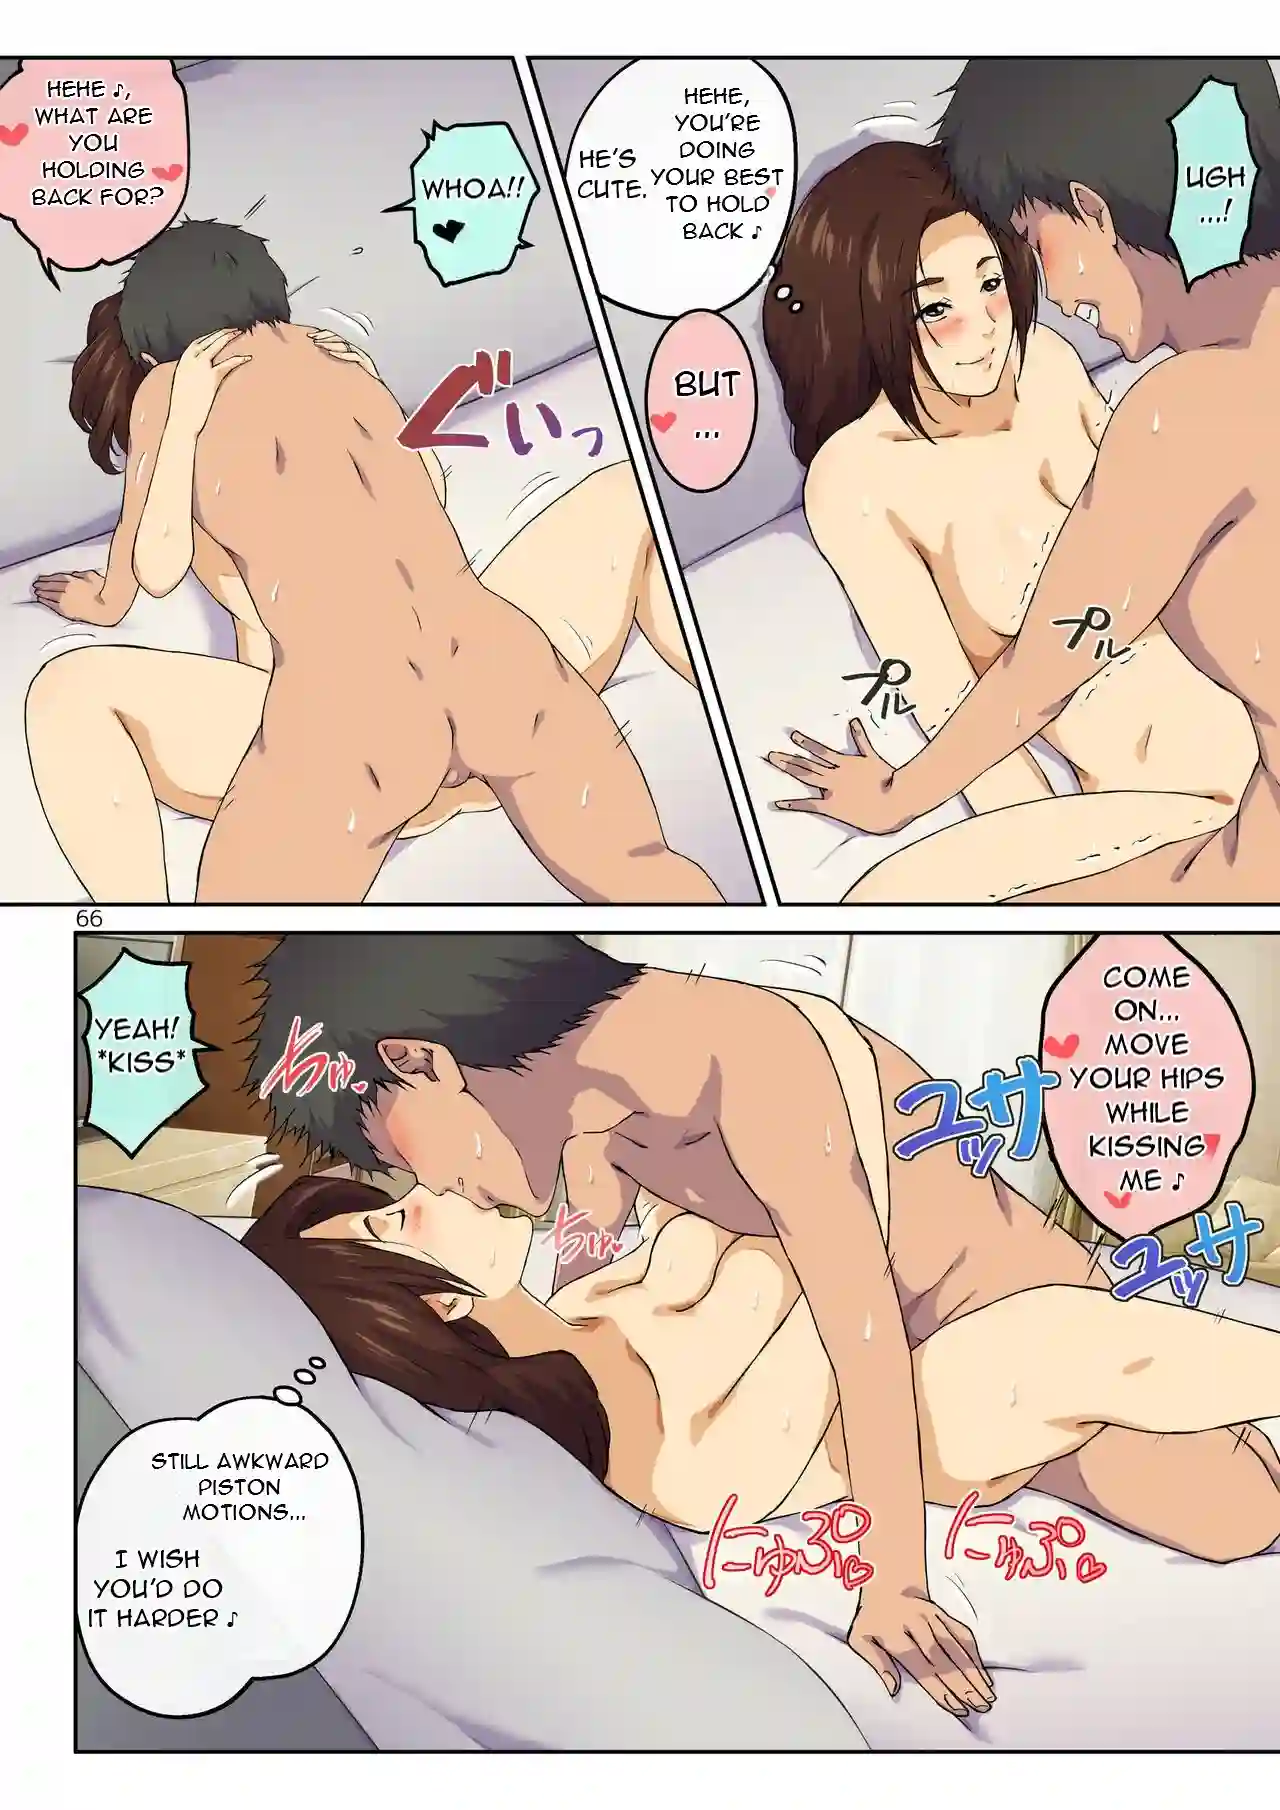 UGH
...!
HEHE,
YOU'RE
DOING
YOUR BEST
TO HOLD
BACK ♪
HE'S
CUTE.
BUT
...
プル
プル
WHOA!!
HEHE ♪,
WHAT ARE
YOU
HOLDING
BACK FOR?
ぐいっ
66
COME
ON...
MOVE
YOUR HIPS
WHILE
KISSING
ME ♪
ユッサ
ユッサ
YEAH!
*KISS*
ちゅ
ちゅ
STILL AWKWARD
PISTON
MOTIONS...
I WISH
YOU'D DO
IT HARDER ♪
にゅぷ
にゅぷ